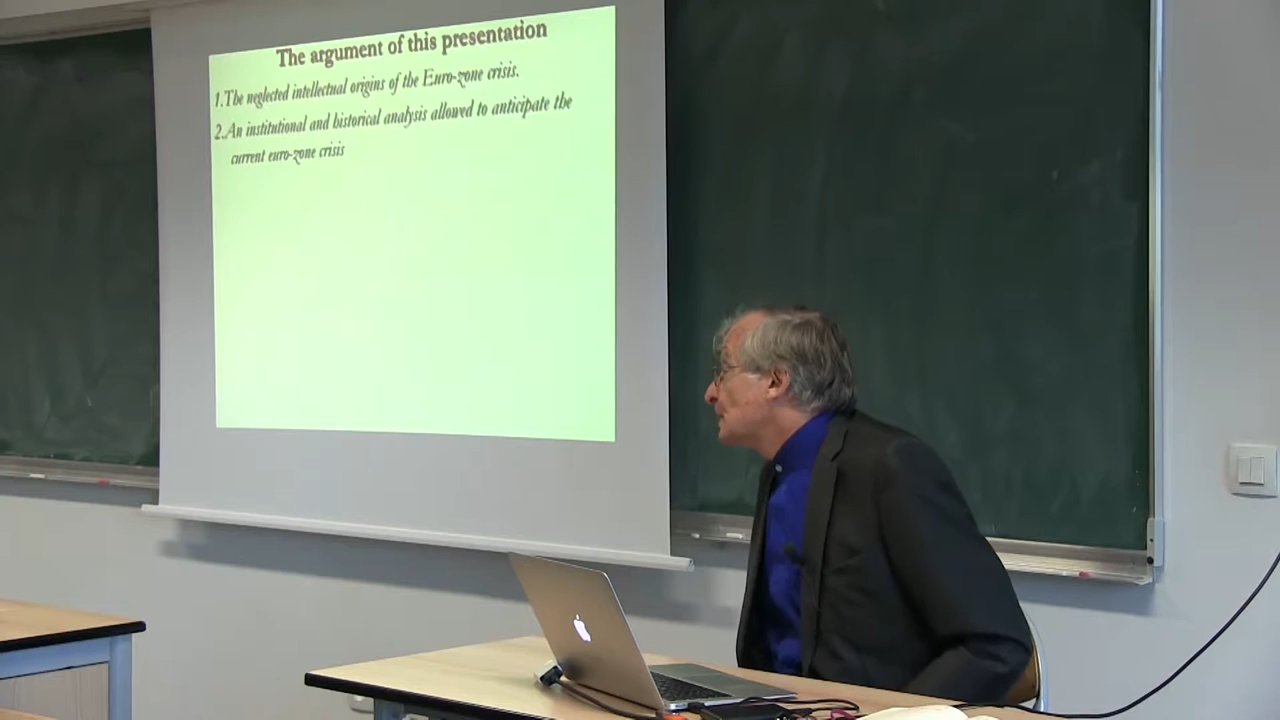 The argument of this presentation
1.The neglected intellectual origins of the Euro-zone crisis.
2.An institutional and historical analysis allowed to anticipate the
current euro-zone crisis